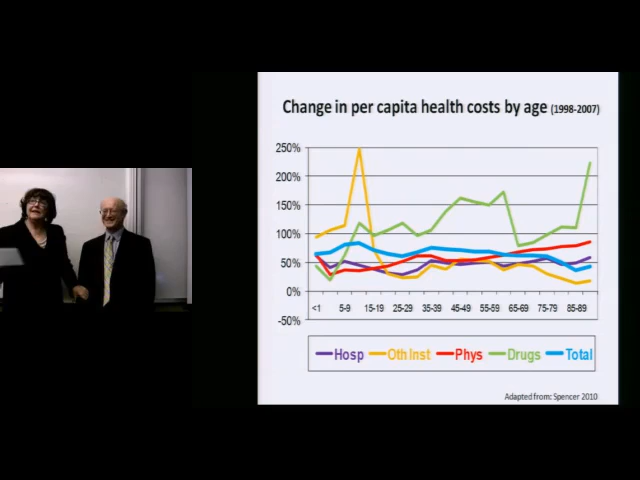 Change in per capita health costs by age (1998-2007)
250%
200%
150%
100%
50%
0%
-50%
<1 5-9 15-19 25-29 35-39 45-49 55-59 65-69 75-79 85-89
Hosp Oth Inst Phys Drugs Total
Adapted from: Spencer 2010